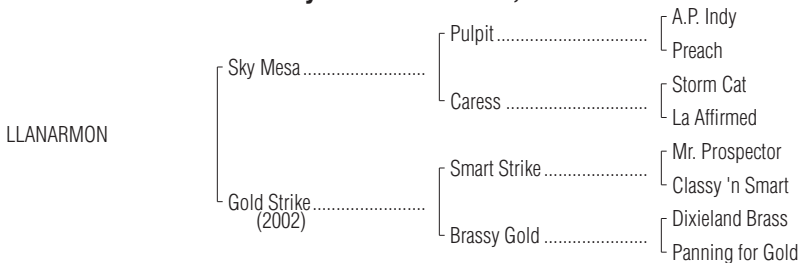 A.P. Indy
Pulpit
Preach
Sky Mesa
Storm Cat
Caress
La Affirmed
LLANARMON
Mr. Prospector
Smart Strike
Classy 'n Smart
Gold Strike
(2002)
Dixieland Brass
Brassy Gold
Panning for Gold